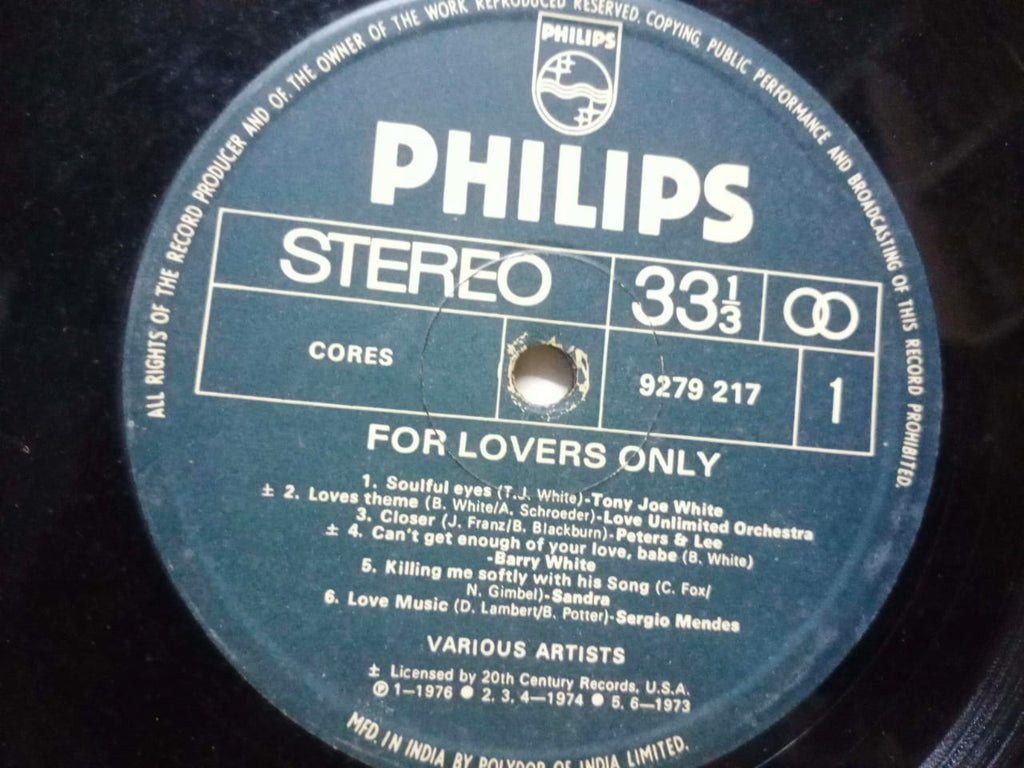 ALL RIGHTS OF THE RECORD PRODUCER AND OF THE OWNER OF THE WORK REPRODUCED RESERVED. COPYING, PUBLIC PERFORMANCE AND BROADCASTING OF THIS RECORD PROHIBITED.
PHILIPS
PHILIPS
STEREO 33⅓
CORES 9279 217 1
FOR LOVERS ONLY
1. Soulful eyes (T.J. White)-Tony Joe White
± 2. Loves theme (B. White/A. Schroeder)-Love Unlimited Orchestra
3. Closer (J. Franz/B. Blackburn)-Peters & Lee
± 4. Can't get enough of your love, babe (B. White)
-Barry White
5. Killing me softly with his Song (C. Fox/
N. Gimbel)-Sandra
6. Love Music (D. Lambert/B. Potter)-Sergio Mendes
VARIOUS ARTISTS
± Licensed by 20th Century Records, U.S.A.
℗ 1—1976 ● 2, 3, 4—1974 ● 5, 6—1973
MFD. IN INDIA BY POLYDOR OF INDIA LIMITED.